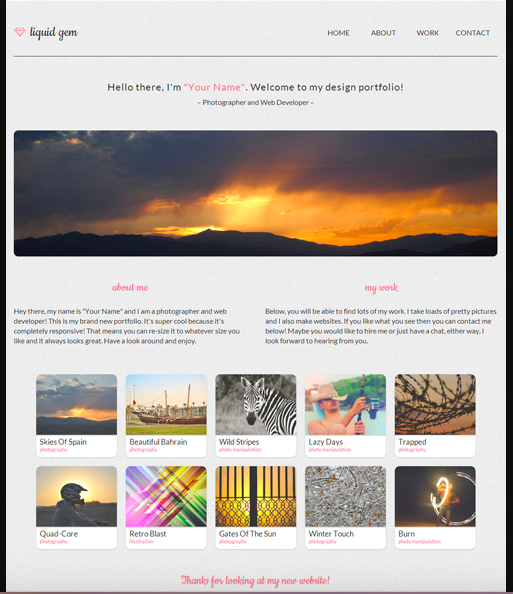 liquid gem
HOME ABOUT WORK CONTACT
Hello there, I'm "Your Name". Welcome to my design portfolio!
– Photographer and Web Developer –
about me
Hey there, my name is "Your Name" and I am a photographer and web
developer! This is my brand new portfolio. It's super cool because it's
completely responsive! That means you can re-size it to whatever size you
like and it always looks great. Have a look around and enjoy.
my work
Below, you will be able to find lots of my work. I take loads of pretty pictures
and I also make websites. If you like what you see then you can contact me
below! Maybe you would like to hire me or just have a chat, either way, I
look forward to hearing from you.
Skies Of Spain
photography
Beautiful Bahrain
photography
Wild Stripes
photo manipulation
Lazy Days
photo manipulation
Trapped
photography
Quad-Core
photography
Retro Blast
illustration
Gates Of The Sun
photography
Winter Touch
photography
Burn
photo manipulation
Thanks for looking at my new website!